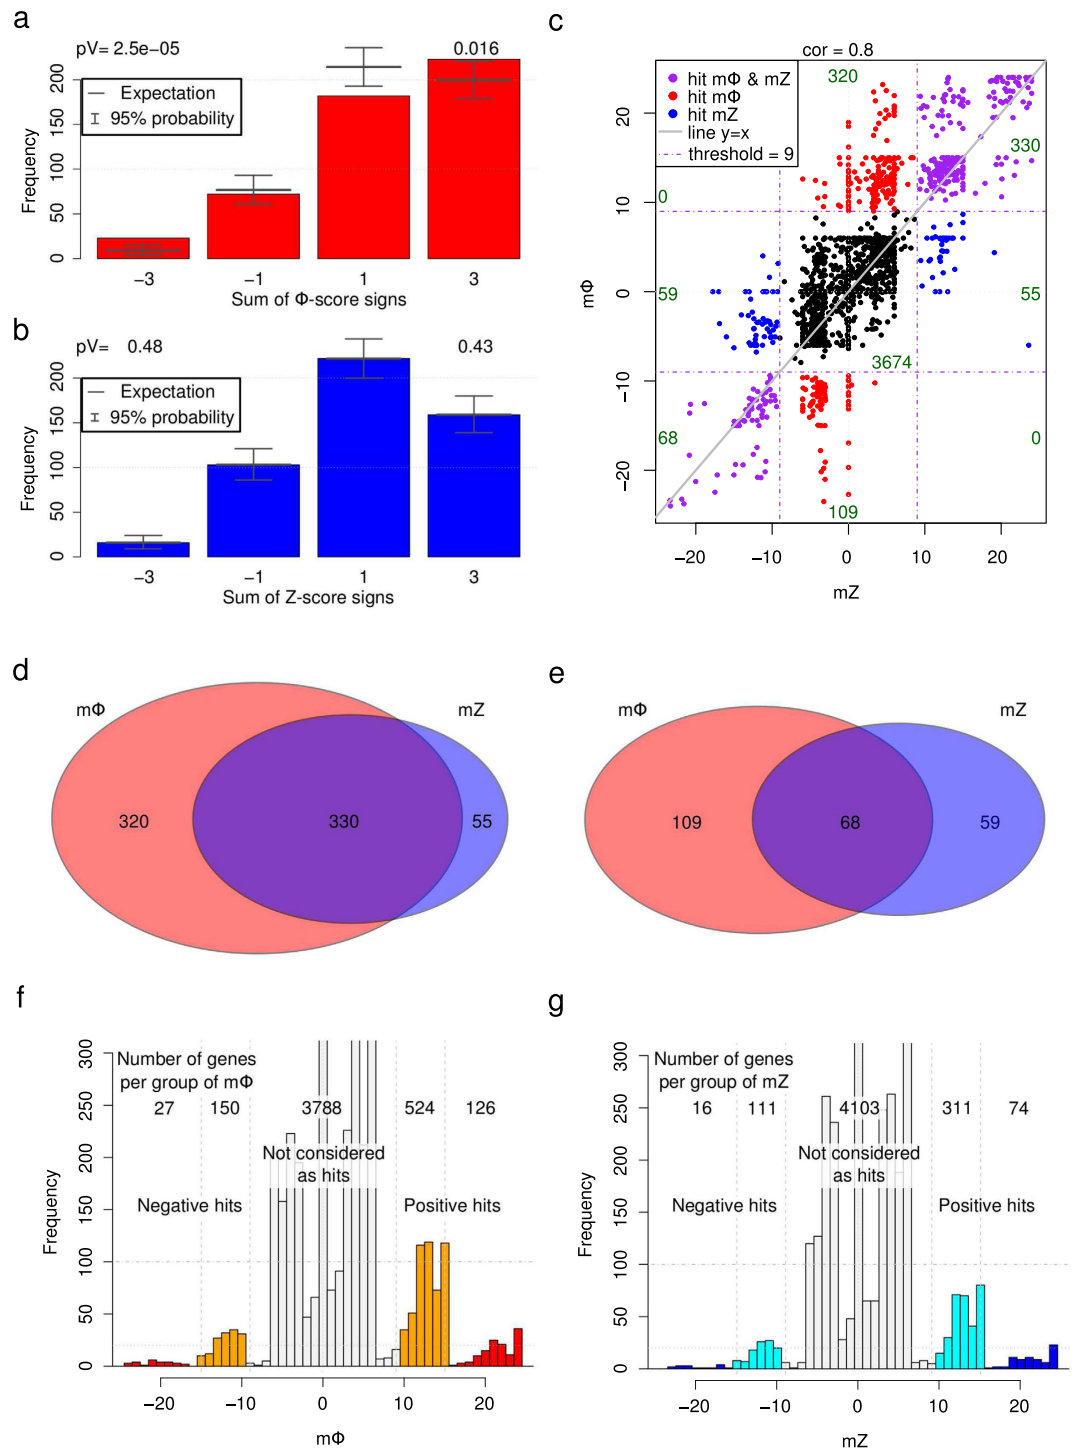 a
pV= 2.5e−05
0.016
Expectation
95% probability
Frequency
0
50
100
150
200
−3
−1
1
3
Sum of Φ-score signs
b
pV=
0.48
0.43
Expectation
95% probability
Frequency
0
50
100
150
200
−3
−1
1
3
Sum of Z-score signs
c
cor = 0.8
hit mΦ & mZ
hit mΦ
hit mZ
line y=x
threshold = 9
320
330
0
59
55
3674
68
0
109
mΦ
−20
−10
0
10
20
−20
−10
0
10
20
mZ
d
mΦ
mZ
320
330
55
e
mΦ
mZ
109
68
59
f
Number of genes
per group of mΦ
27
150
3788
524
126
Not considered
as hits
Negative hits
Positive hits
Frequency
0
50
100
150
200
250
300
−20
−10
0
10
20
mΦ
g
Number of genes
per group of mZ
16
111
4103
311
74
Not considered
as hits
Negative hits
Positive hits
Frequency
0
50
100
150
200
250
300
−20
−10
0
10
20
mZ